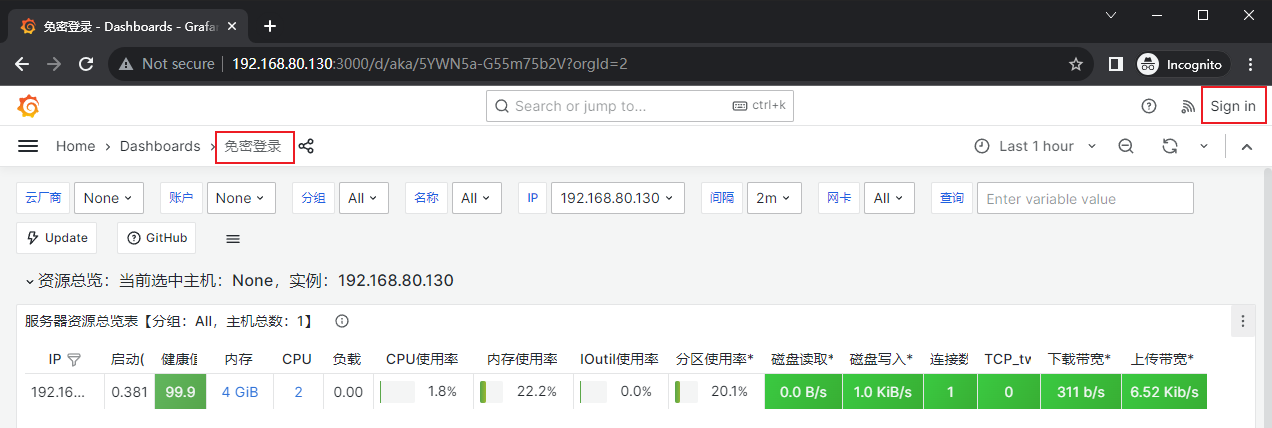 免密登录 - Dashboards - Grafa
Not secure 192.168.80.130:3000/d/aka/5YWN5a-G55m75b2V?orgId=2 Incognito
Search or jump to... ctrl+k Sign in
Home Dashboards 免密登录 Last 1 hour
云厂商 None 账户 None 分组 All 名称 All IP 192.168.80.130 间隔 2m 网卡 All 查询 Enter variable value
Update GitHub
资源总览：当前选中主机：None，实例：192.168.80.130
服务器资源总览表【分组：All，主机总数：1】
IP 启动( 健康值 内存 CPU 负载 CPU使用率 内存使用率 IOutil使用率 分区使用率* 磁盘读取* 磁盘写入* 连接数 TCP_tw 下载带宽* 上传带宽*
192.16... 0.381 99.9 4 GiB 2 0.00 1.8% 22.2% 0.0% 20.1% 0.0 B/s 1.0 KiB/s 1 0 311 b/s 6.52 Kib/s